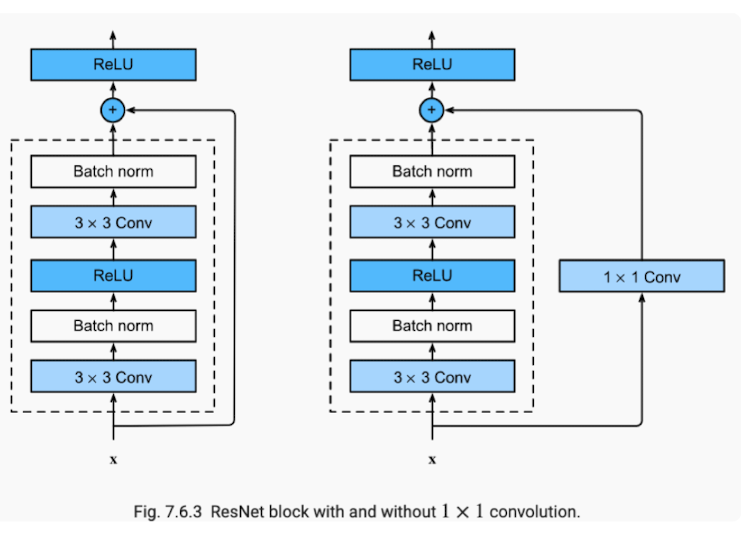 ReLU
+
Batch norm
3 × 3 Conv
ReLU
Batch norm
3 × 3 Conv
x
ReLU
+
Batch norm
3 × 3 Conv
ReLU
Batch norm
3 × 3 Conv
x
1 × 1 Conv
Fig. 7.6.3 ResNet block with and without 1 × 1 convolution.